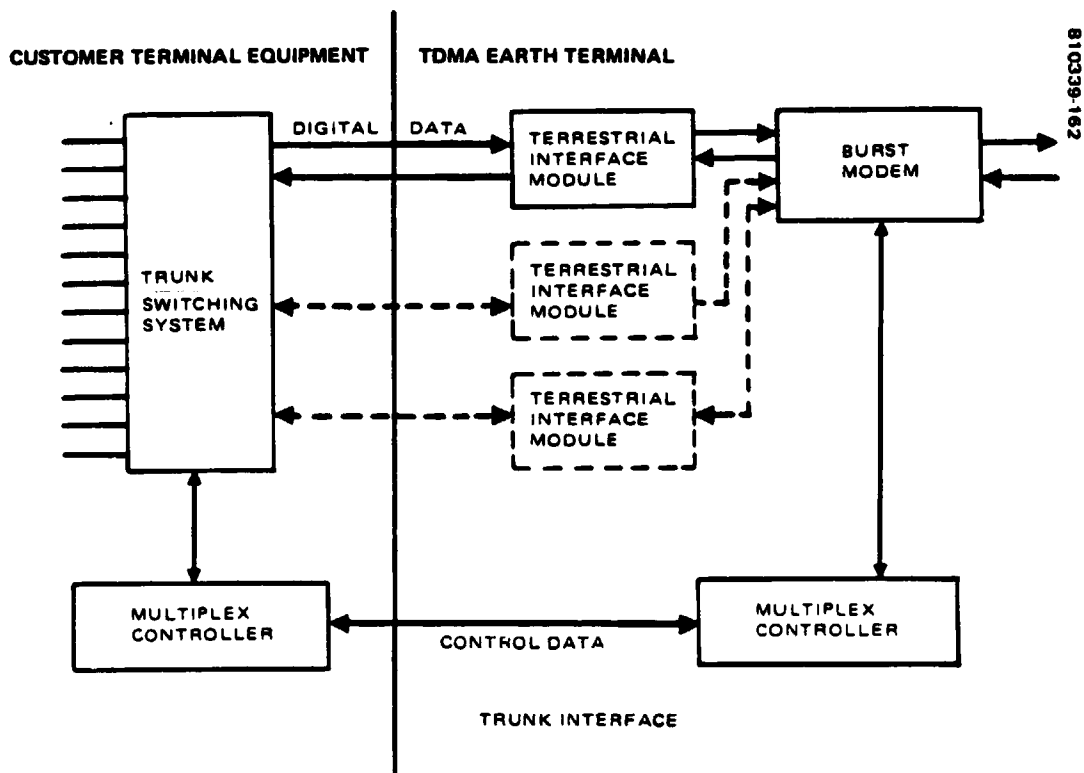 CUSTOMER TERMINAL EQUIPMENT
TDMA EARTH TERMINAL
810339-162
DIGITAL DATA
TERRESTRIAL
INTERFACE
MODULE
BURST
MODEM
TRUNK
SWITCHING
SYSTEM
TERRESTRIAL
INTERFACE
MODULE
TERRESTRIAL
INTERFACE
MODULE
MULTIPLEX
CONTROLLER
CONTROL DATA
MULTIPLEX
CONTROLLER
TRUNK INTERFACE